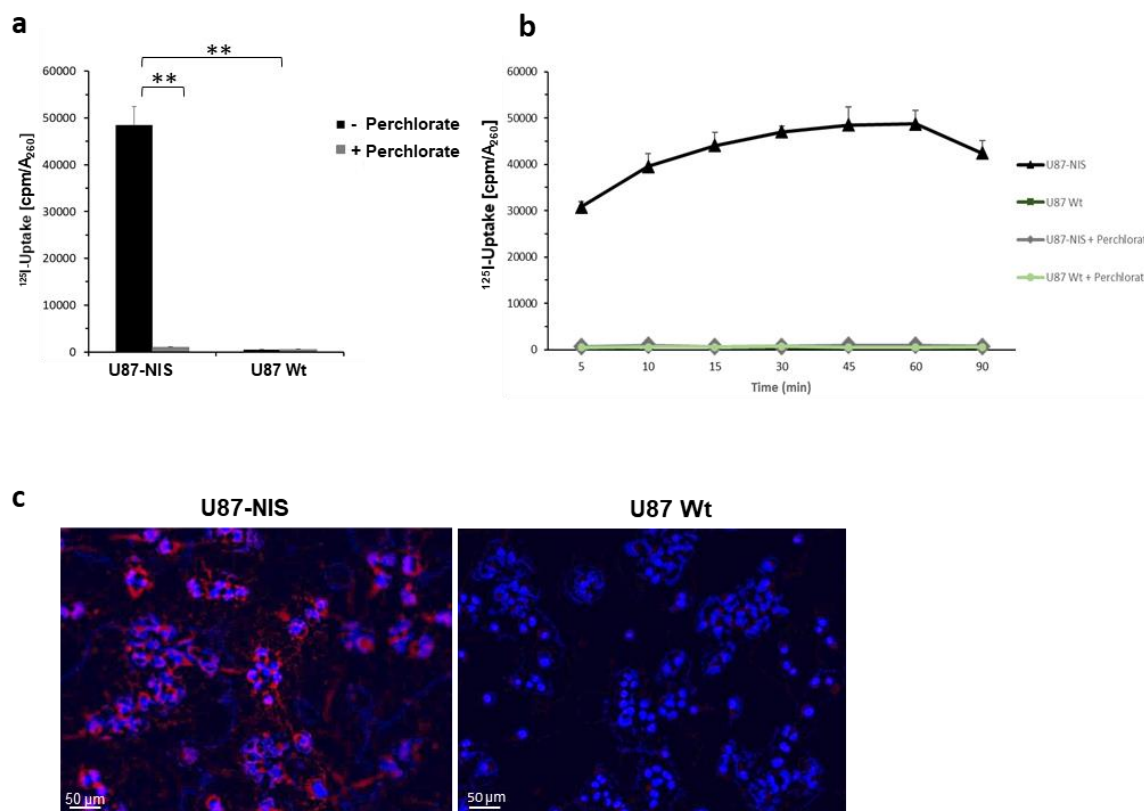 a
**
**
60000
50000
40000
30000
20000
10000
0
¹²⁵I-Uptake [cpm/A₂₆₀]
U87-NIS
U87 Wt
- Perchlorate
+ Perchlorate
b
60000
50000
40000
30000
20000
10000
0
¹²⁵I-Uptake [cpm/A₂₆₀]
5 10 15 30 45 60 90
Time (min)
U87-NIS
U87 Wt
U87-NIS + Perchlorat
U87 Wt + Perchlorat
c
U87-NIS
U87 Wt
50 µm
50 µm